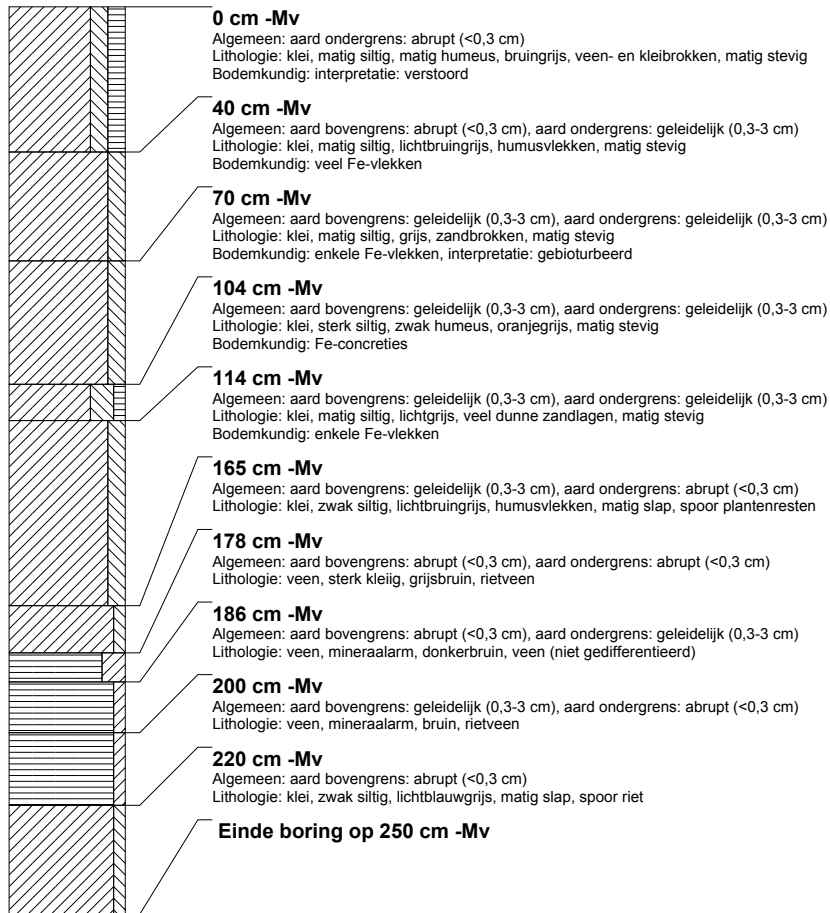 0 cm -Mv
Algemeen: aard ondergrens: abrupt (<0,3 cm)
Lithologie: klei, matig siltig, matig humeus, bruingrijs, veen- en kleibrokken, matig stevig
Bodemkundig: interpretatie: verstoord
40 cm -Mv
Algemeen: aard bovengrens: abrupt (<0,3 cm), aard ondergrens: geleidelijk (0,3-3 cm)
Lithologie: klei, matig siltig, lichtbruingrijs, humusvlekken, matig stevig
Bodemkundig: veel Fe-vlekken
70 cm -Mv
Algemeen: aard bovengrens: geleidelijk (0,3-3 cm), aard ondergrens: geleidelijk (0,3-3 cm)
Lithologie: klei, matig siltig, grijs, zandbrokken, matig stevig
Bodemkundig: enkele Fe-vlekken, interpretatie: gebioturbeerd
104 cm -Mv
Algemeen: aard bovengrens: geleidelijk (0,3-3 cm), aard ondergrens: geleidelijk (0,3-3 cm)
Lithologie: klei, sterk siltig, zwak humeus, oranjegrijs, matig stevig
Bodemkundig: Fe-concreties
114 cm -Mv
Algemeen: aard bovengrens: geleidelijk (0,3-3 cm), aard ondergrens: geleidelijk (0,3-3 cm)
Lithologie: klei, matig siltig, lichtgrijs, veel dunne zandlagen, matig stevig
Bodemkundig: enkele Fe-vlekken
165 cm -Mv
Algemeen: aard bovengrens: geleidelijk (0,3-3 cm), aard ondergrens: abrupt (<0,3 cm)
Lithologie: klei, zwak siltig, lichtbruingrijs, humusvlekken, matig slap, spoor plantenresten
178 cm -Mv
Algemeen: aard bovengrens: abrupt (<0,3 cm), aard ondergrens: abrupt (<0,3 cm)
Lithologie: veen, sterk kleiig, grijsbruin, rietveen
186 cm -Mv
Algemeen: aard bovengrens: abrupt (<0,3 cm), aard ondergrens: geleidelijk (0,3-3 cm)
Lithologie: veen, mineraalarm, donkerbruin, veen (niet gedifferentieerd)
200 cm -Mv
Algemeen: aard bovengrens: geleidelijk (0,3-3 cm), aard ondergrens: abrupt (<0,3 cm)
Lithologie: veen, mineraalarm, bruin, rietveen
220 cm -Mv
Algemeen: aard bovengrens: abrupt (<0,3 cm)
Lithologie: klei, zwak siltig, lichtblauwgrijs, matig slap, spoor riet
Einde boring op 250 cm -Mv